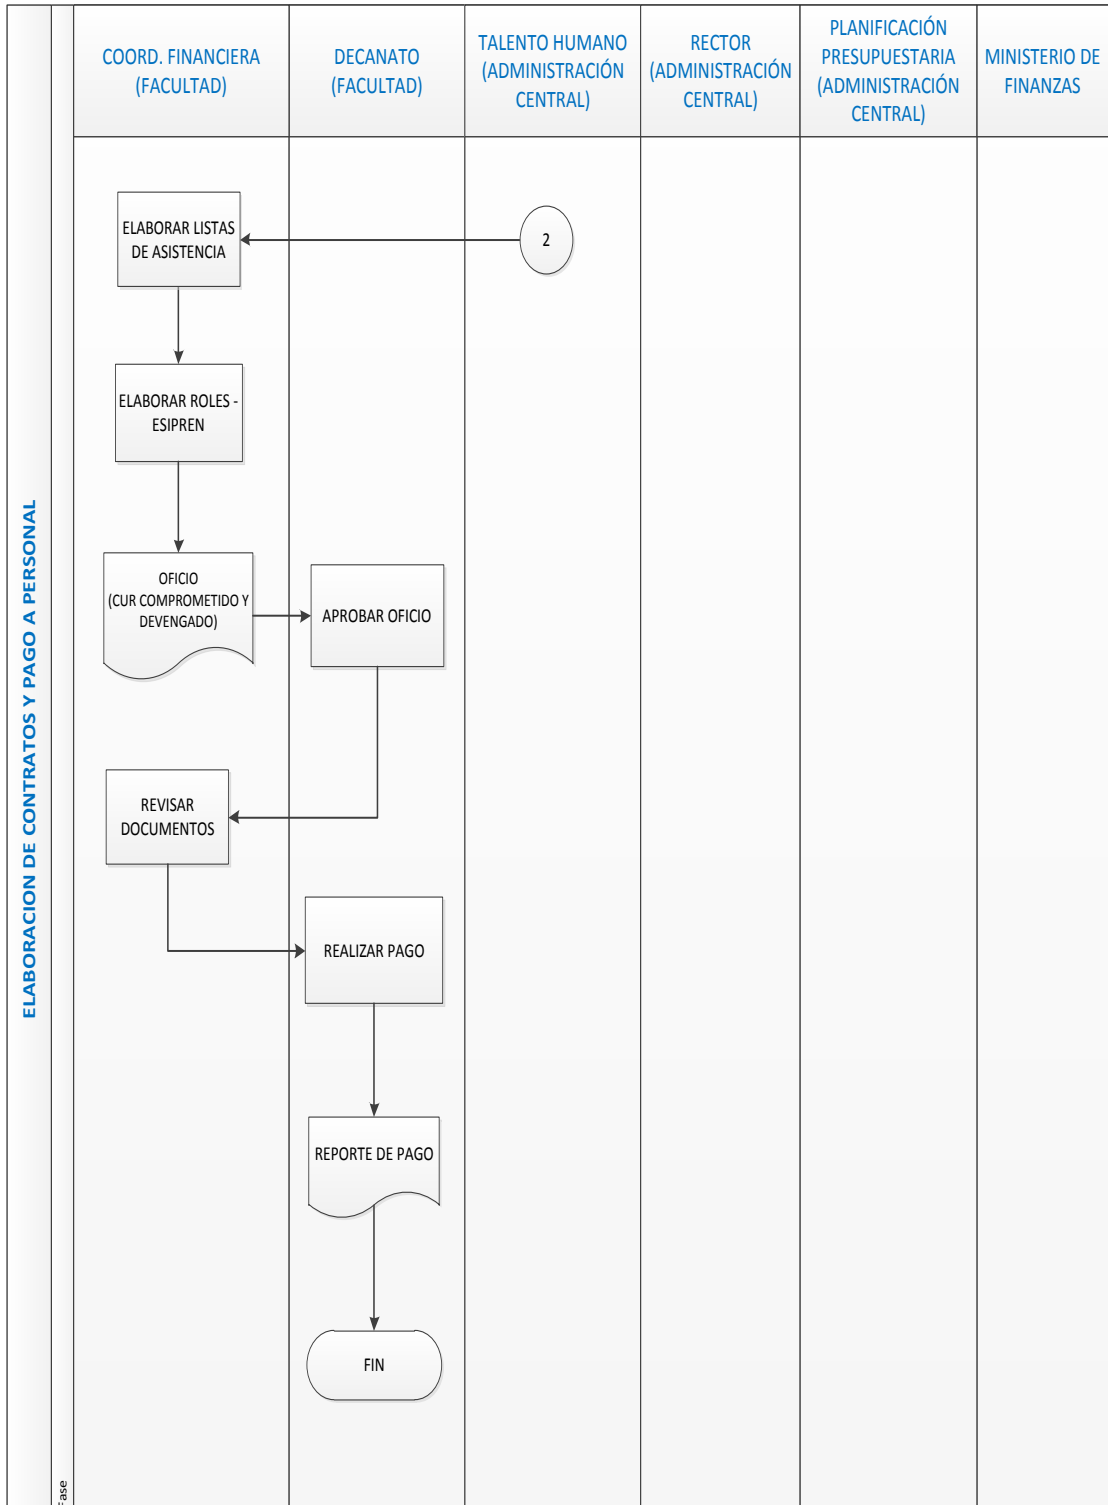 COORD. FINANCIERA
(FACULTAD)
DECANATO
(FACULTAD)
TALENTO HUMANO
(ADMINISTRACIÓN
CENTRAL)
RECTOR
(ADMINISTRACIÓN
CENTRAL)
PLANIFICACIÓN
PRESUPUESTARIA
(ADMINISTRACIÓN
CENTRAL)
MINISTERIO DE
FINANZAS
ELABORACION DE CONTRATOS Y PAGO A PERSONAL
Fase
ELABORAR LISTAS
DE ASISTENCIA
2
ELABORAR ROLES -
ESIPREN
OFICIO
(CUR COMPROMETIDO Y
DEVENGADO)
APROBAR OFICIO
REVISAR
DOCUMENTOS
REALIZAR PAGO
REPORTE DE PAGO
FIN